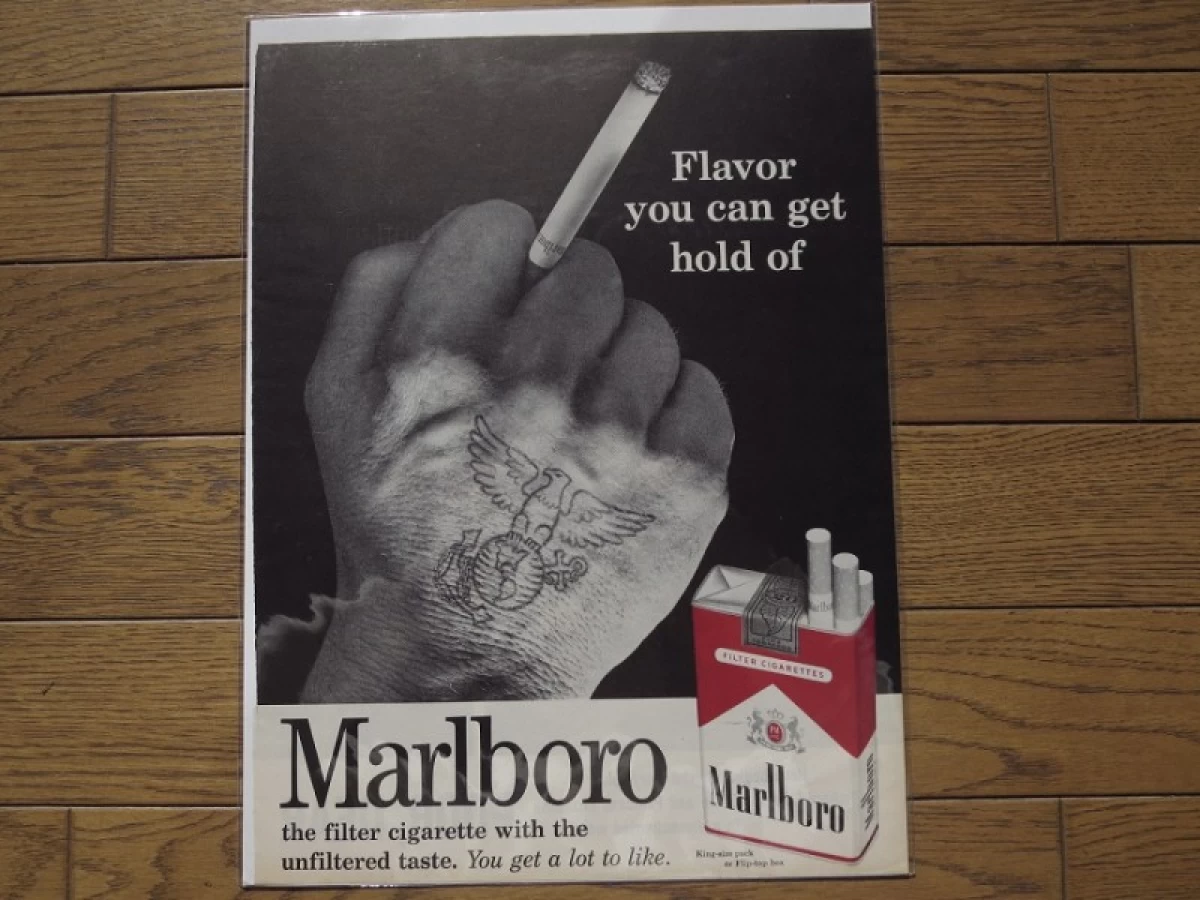 Flavor
you can get
hold of
FILTER CIGARETTES
Marlboro
Marlboro
Marlboro
the filter cigarette with the
unfiltered taste. You get a lot to like.
King-size pack
or Flip-top box